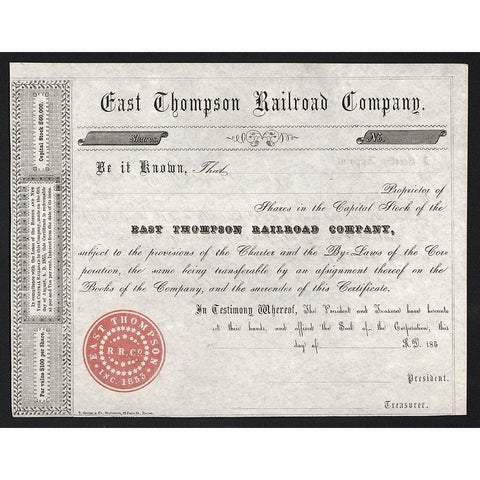 East Thompson Railroad Company.
Shares.
No.
Be it Known, That
Proprietor of
Shares in the Capital Stock of the
EAST THOMPSON RAILROAD COMPANY,
subject to the provisions of the Charter and the By-Laws of the Cor-
poration, the same being transferable by an assignment thereof on the
Books of the Company, and the surrender of this Certificate.
In Testimony Whereof, The President and Treasurer have hereunto
set their hands, and affixed the Seal of the Corporation, this
day of A.D. 185
President.
Treasurer.
EAST THOMPSON
R.R. Co.
INC. 1853.
Capital Stock $60,000.
Par value $100 per Share.